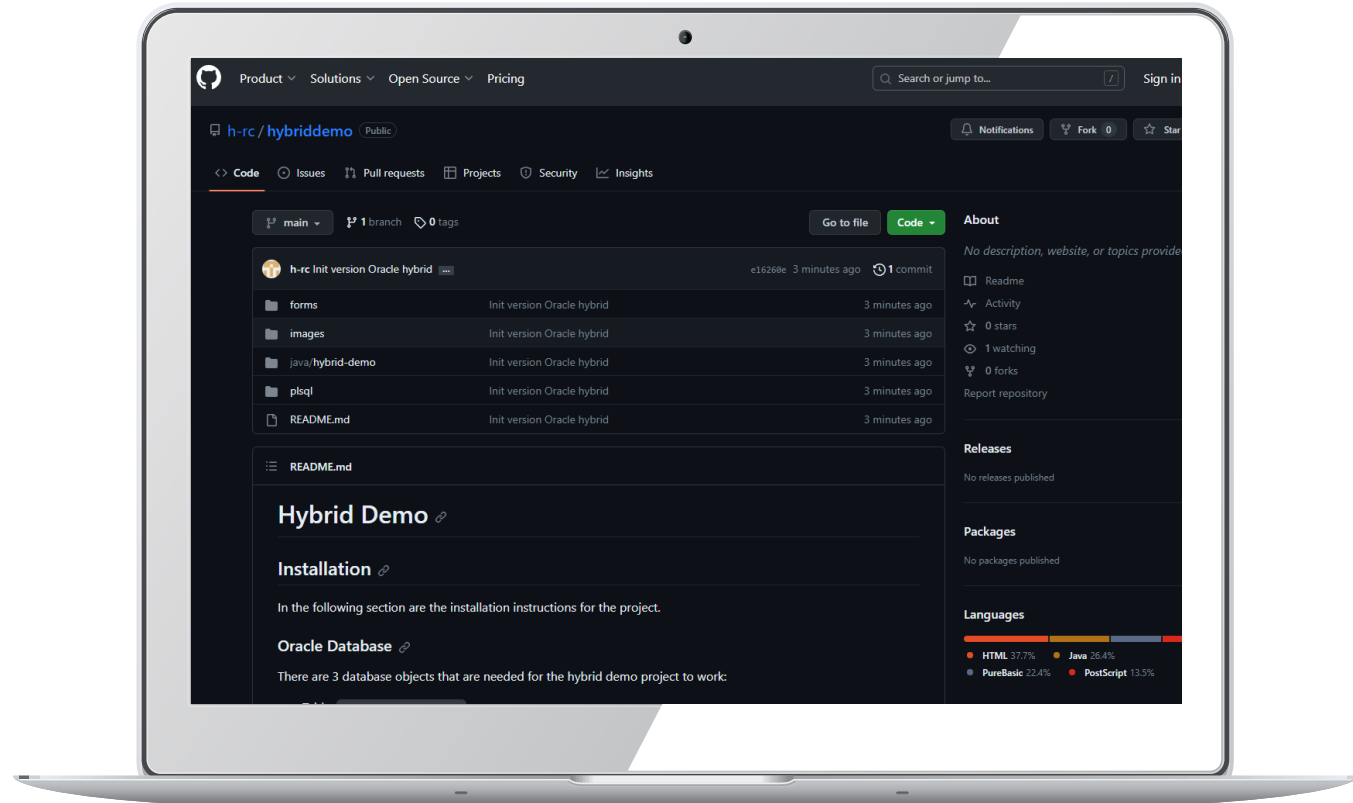 Product Solutions Open Source Pricing Search or jump to... / Sign in
h-rc / hybriddemo Public Notifications Fork 0 Star
Code Issues Pull requests Projects Security Insights
main 1 branch 0 tags Go to file Code
h-rc Init version Oracle hybrid ... e16260e 3 minutes ago 1 commit
forms Init version Oracle hybrid 3 minutes ago
images Init version Oracle hybrid 3 minutes ago
java/hybrid-demo Init version Oracle hybrid 3 minutes ago
plsql Init version Oracle hybrid 3 minutes ago
README.md Init version Oracle hybrid 3 minutes ago
README.md
Hybrid Demo
Installation
In the following section are the installation instructions for the project.
Oracle Database
There are 3 database objects that are needed for the hybrid demo project to work:
About
No description, website, or topics provide
Readme
Activity
0 stars
1 watching
0 forks
Report repository
Releases
No releases published
Packages
No packages published
Languages
HTML 37.7% Java 26.4%
PureBasic 22.4% PostScript 13.5%